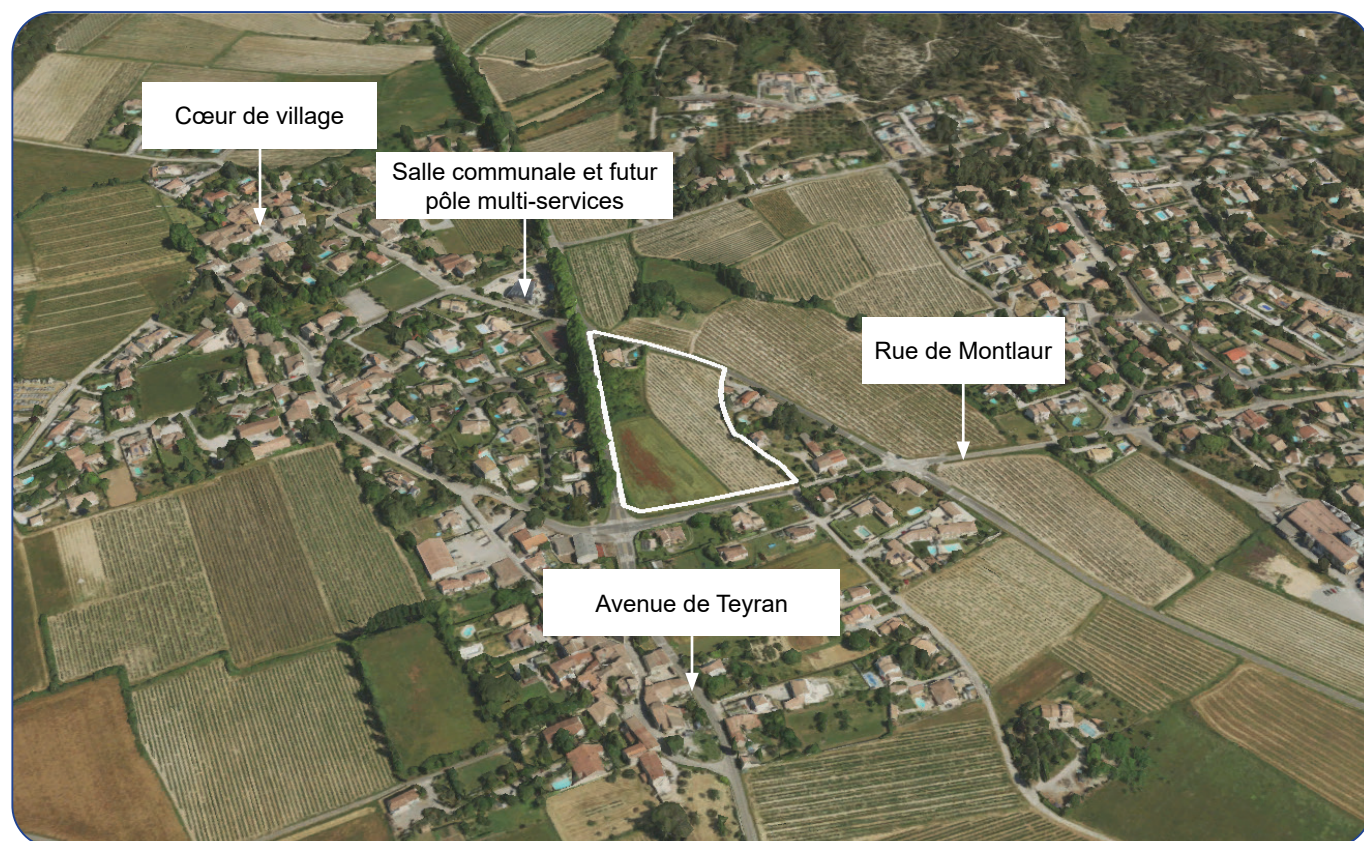 Cœur de village
Salle communale et futur
pôle multi-services
Rue de Montlaur
Avenue de Teyran